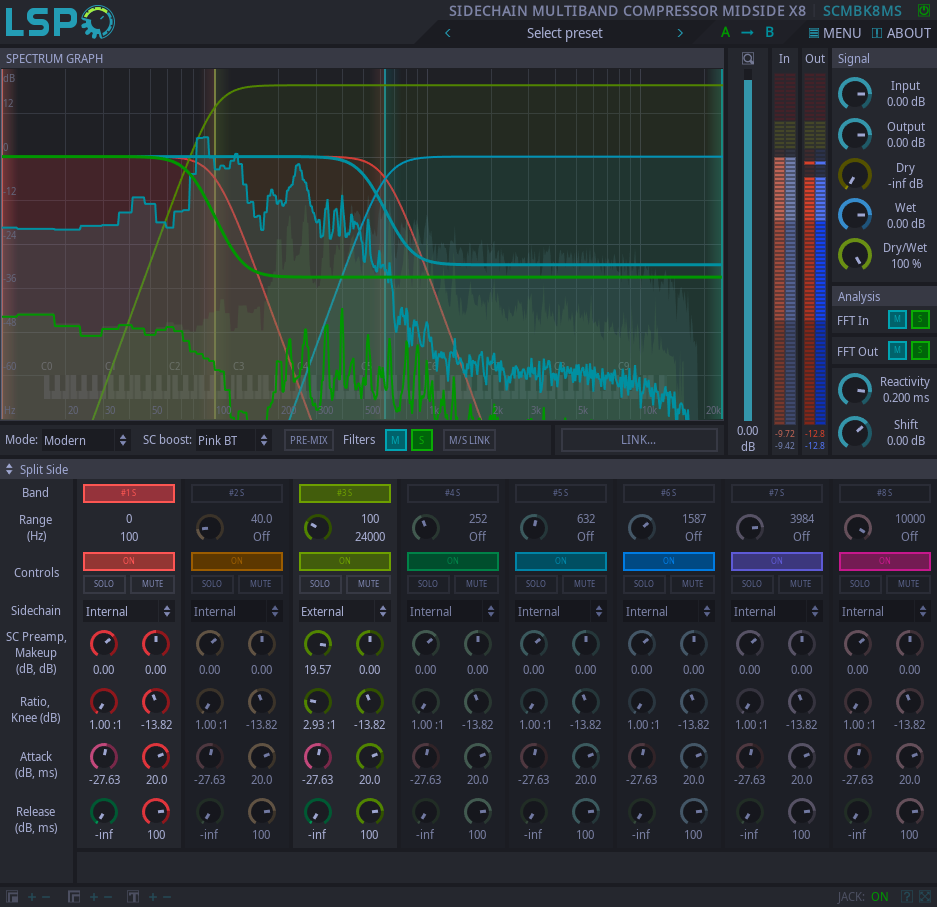 LSP
SIDECHAIN MULTIBAND COMPRESSOR MIDSIDE X8 SCMBK8MS
Select preset
A B
MENU ABOUT
SPECTRUM GRAPH
dB
12
0
-12
-24
-36
-48
-60
C0 C1 C2 C3 C4 C5 C6 C8 C9
Hz 20 30 50 100 200 300 500 1k 2k 3k 5k 10k 20k
0.00
dB
In Out
-9.72 -12.8
-9.42 -12.8
Signal
Input
0.00 dB
Output
0.00 dB
Dry
-inf dB
Wet
0.00 dB
Dry/Wet
100 %
Analysis
FFT In M S
FFT Out M S
Reactivity
0.200 ms
Shift
0.00 dB
Mode: Modern SC boost: Pink BT PRE-MIX Filters M S M/S LINK LINK...
Split Side
Band #1 S #2 S #3 S #4 S #5 S #6 S #7 S #8 S
Range 0 40.0 100 252 632 1587 3984 10000
(Hz) 100 Off 24000 Off Off Off Off Off
Controls ON ON ON ON ON ON ON ON
SOLO MUTE SOLO MUTE SOLO MUTE SOLO MUTE SOLO MUTE SOLO MUTE SOLO MUTE SOLO MUTE
Sidechain Internal Internal External Internal Internal Internal Internal Internal
SC Preamp,
Makeup
(dB, dB) 0.00 0.00 0.00 0.00 19.57 0.00 0.00 0.00 0.00 0.00 0.00 0.00 0.00 0.00 0.00 0.00
Ratio,
Knee (dB) 1.00 :1 -13.82 1.00 :1 -13.82 2.93 :1 -13.82 1.00 :1 -13.82 1.00 :1 -13.82 1.00 :1 -13.82 1.00 :1 -13.82 1.00 :1 -13.82
Attack
(dB, ms) -27.63 20.0 -27.63 20.0 -27.63 20.0 -27.63 20.0 -27.63 20.0 -27.63 20.0 -27.63 20.0 -27.63 20.0
Release
(dB, ms) -inf 100 -inf 100 -inf 100 -inf 100 -inf 100 -inf 100 -inf 100 -inf 100
JACK: ON